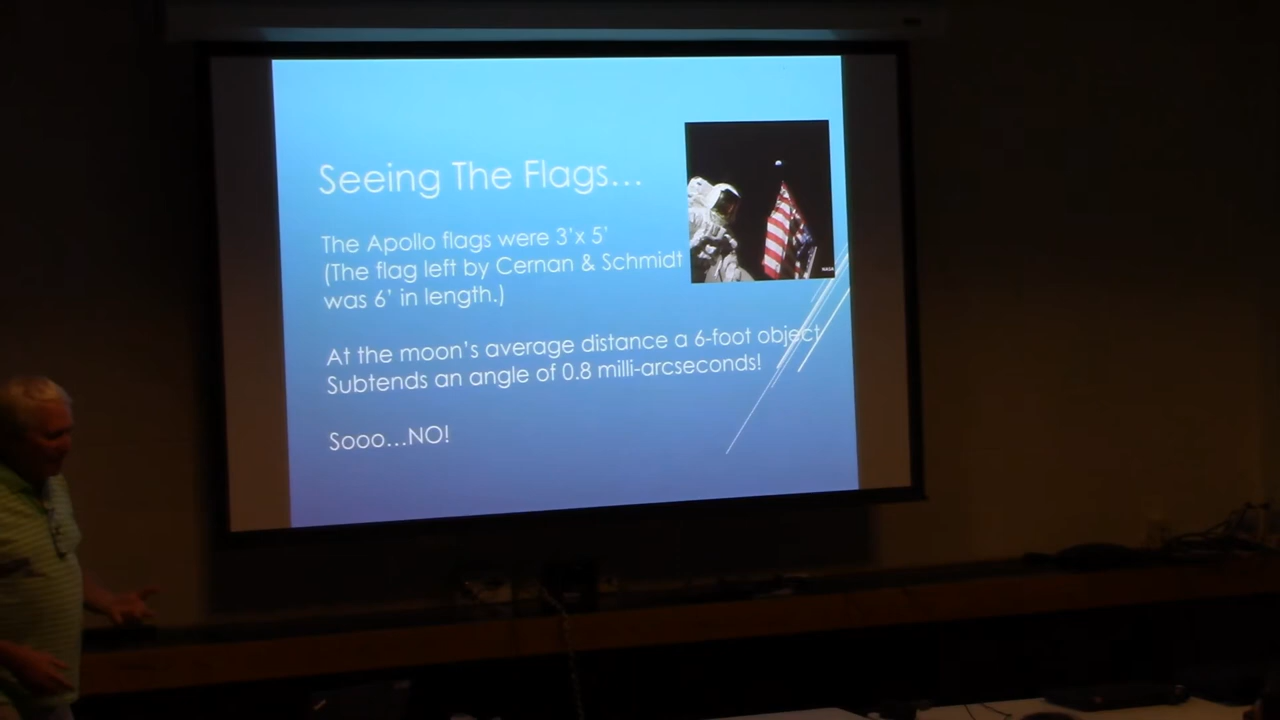 Seeing The Flags...
The Apollo flags were 3'x 5'
(The flag left by Cernan & Schmidt
was 6' in length.)
At the moon's average distance a 6-foot object
Subtends an angle of 0.8 milli-arcseconds!
Sooo...NO!
NASA